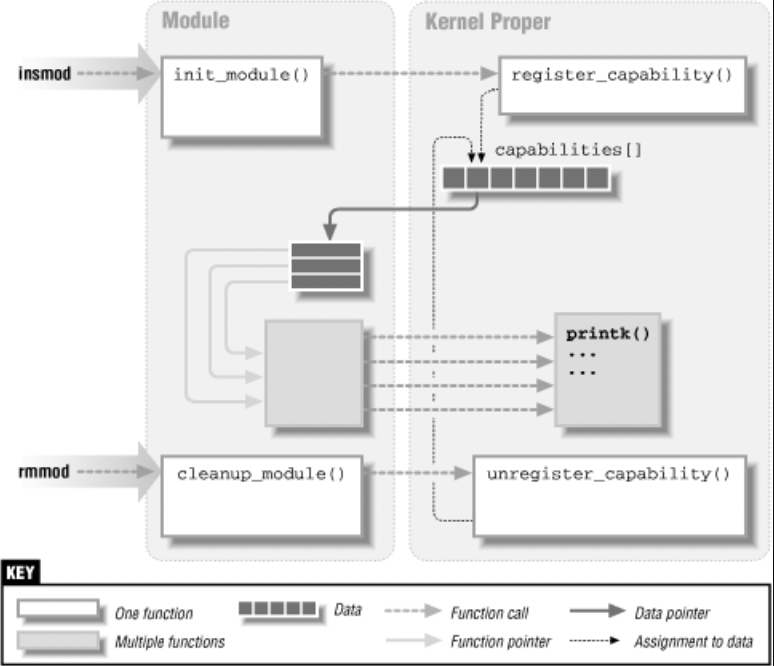 Module
Kernel Proper
insmod
init_module()
register_capability()
capabilities[]
printk()
...
...
rmmod
cleanup_module()
unregister_capability()
KEY
One function
Data
Function call
Data pointer
Multiple functions
Function pointer
Assignment to data